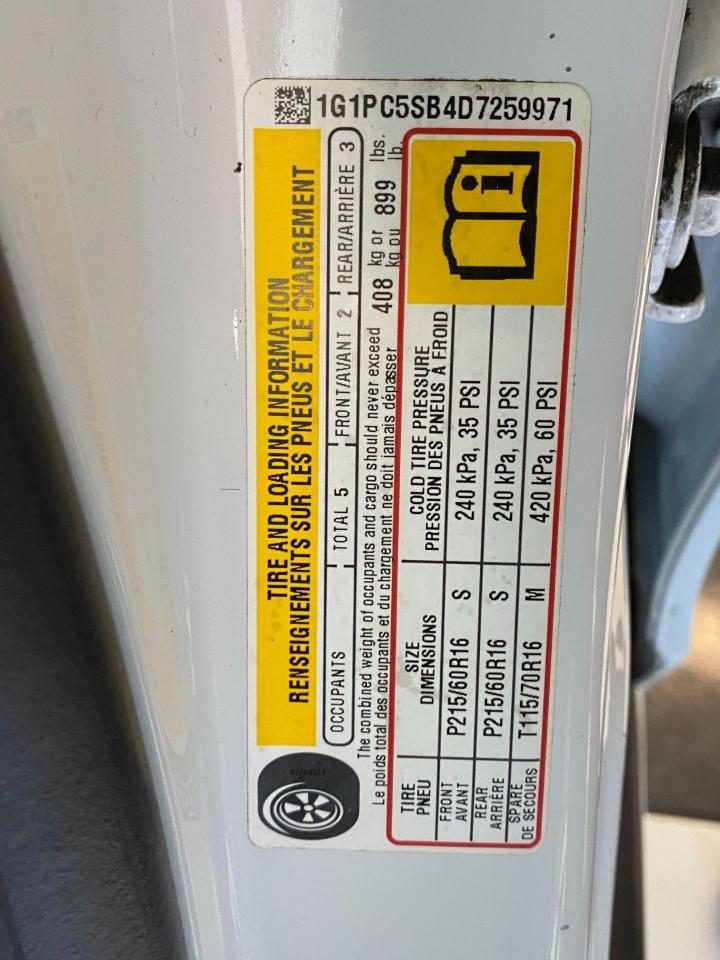 1G1PC5SB4D7259971
TIRE AND LOADING INFORMATION
RENSEIGNEMENTS SUR LES PNEUS ET LE CHARGEMENT
OCCUPANTS TOTAL 5 FRONT/AVANT 2 REAR/ARRIÈRE 3
The combined weight of occupants and cargo should never exceed 408 kg or 899 lbs.
Le poids total des occupants et du chargement ne doit jamais dépasser kg ou lb.
TIRE SIZE COLD TIRE PRESSURE
PNEU DIMENSIONS PRESSION DES PNEUS À FROID
FRONT
AVANT P215/60R16 S 240 kPa, 35 PSI
REAR
ARRIÈRE P215/60R16 S 240 kPa, 35 PSI
SPARE
DE SECOURS T115/70R16 M 420 kPa, 60 PSI